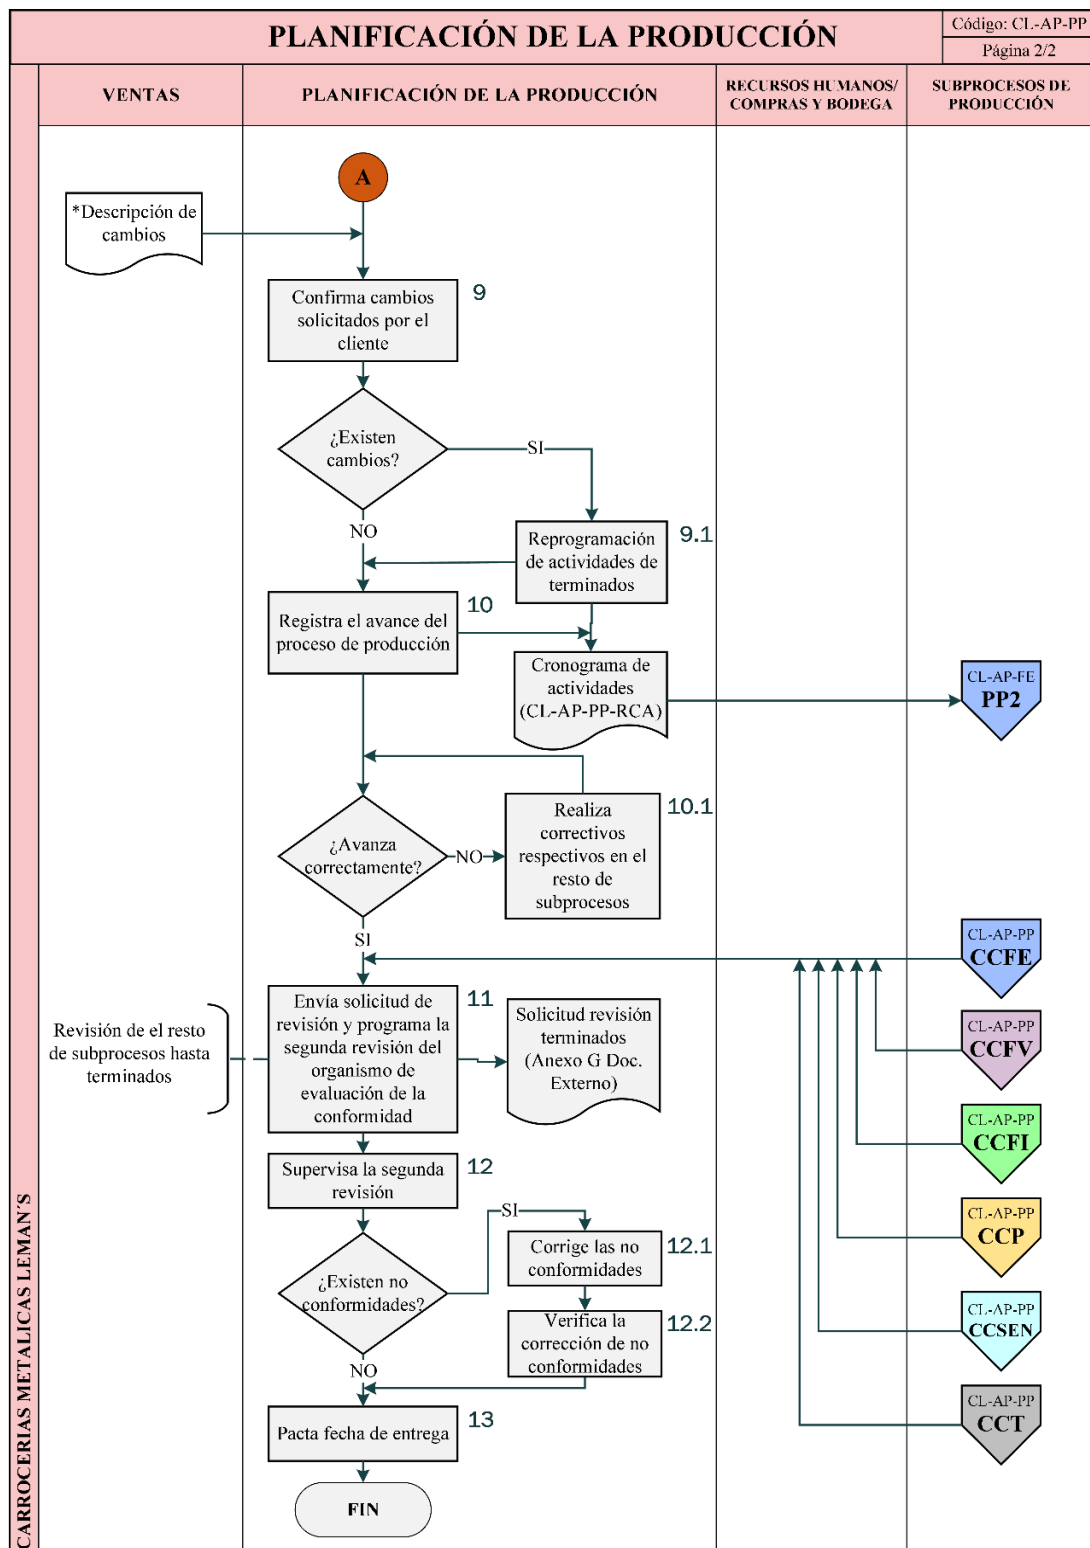 PLANIFICACIÓN DE LA PRODUCCIÓN
Código: CL-AP-PP
Página 2/2
VENTAS
PLANIFICACIÓN DE LA PRODUCCIÓN
RECURSOS HUMANOS/
COMPRAS Y BODEGA
SUBPROCESOS DE
PRODUCCIÓN
CARROCERIAS METALICAS LEMAN´S
A
*Descripción de
cambios
Confirma cambios
solicitados por el
cliente
9
¿Existen
cambios?
SI
NO
Reprogramación
de actividades de
terminados
9.1
Registra el avance del
proceso de producción
10
Cronograma de
actividades
(CL-AP-PP-RCA)
CL-AP-FE
PP2
¿Avanza
correctamente?
NO
Realiza
correctivos
respectivos en el
resto de
subprocesos
10.1
SI
CL-AP-PP
CCFE
Revisión de el resto
de subprocesos hasta
terminados
Envía solicitud de
revisión y programa la
segunda revisión del
organismo de
evaluación de la
conformidad
11
Solicitud revisión
terminados
(Anexo G Doc.
Externo)
CL-AP-PP
CCFV
CL-AP-PP
CCFI
Supervisa la segunda
revisión
12
SI
CL-AP-PP
CCP
¿Existen no
conformidades?
Corrige las no
conformidades
12.1
Verifica la
corrección de no
conformidades
12.2
CL-AP-PP
CCSEN
NO
CL-AP-PP
CCT
Pacta fecha de entrega
13
FIN